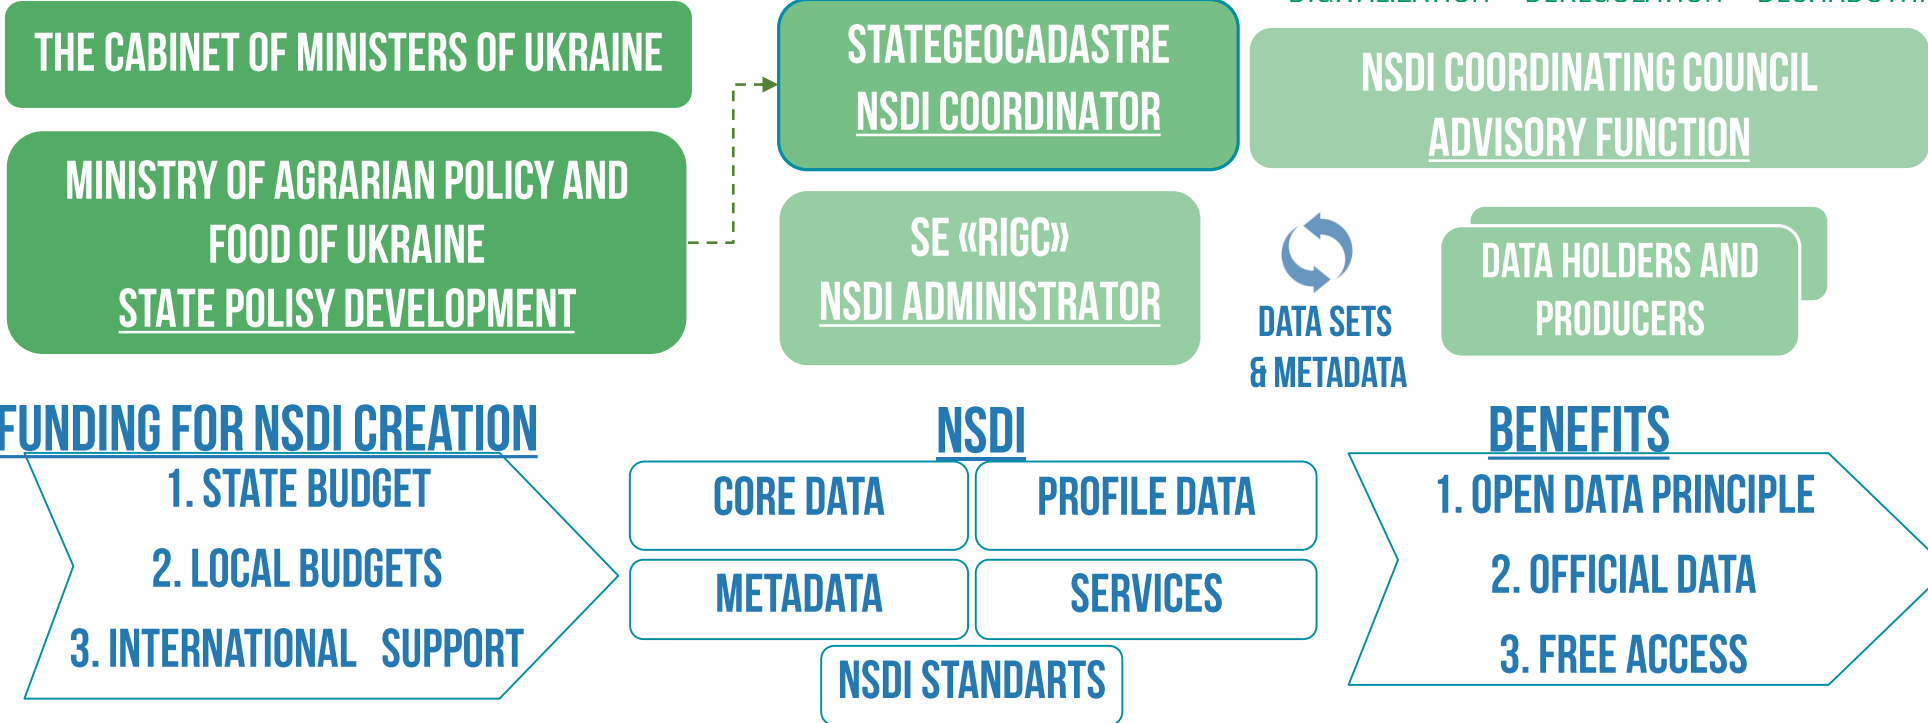 DIGITALIZATION DEREGULATION
THE CABINET OF MINISTERS OF UKRAINE
MINISTRY OF AGRARIAN POLICY AND
FOOD OF UKRAINE
STATE POLISY DEVELOPMENT
STATEGEOCADASTRE
NSDI COORDINATOR
NSDI COORDINATING COUNCIL
ADVISORY FUNCTION
SE «RIGC»
NSDI ADMINISTRATOR
DATA SETS
& METADATA
DATA HOLDERS AND
PRODUCERS
FUNDING FOR NSDI CREATION
1. STATE BUDGET
2. LOCAL BUDGETS
3. INTERNATIONAL SUPPORT
NSDI
CORE DATA
PROFILE DATA
METADATA
SERVICES
NSDI STANDARTS
BENEFITS
1. OPEN DATA PRINCIPLE
2. OFFICIAL DATA
3. FREE ACCESS